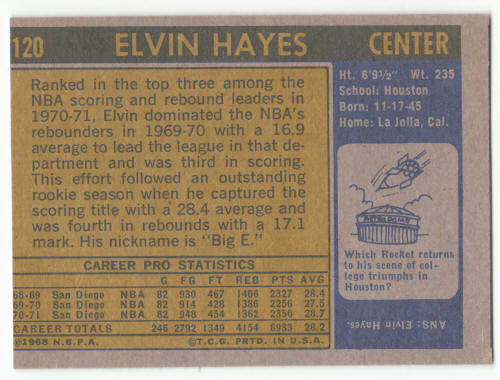 120 ELVIN HAYES CENTER
Ranked in the top three among the
NBA scoring and rebound leaders in
1970-71, Elvin dominated the NBA's
rebounders in 1969-70 with a 16.9
average to lead the league in that de-
partment and was third in scoring.
This effort followed an outstanding
rookie season when he captured the
scoring title with a 28.4 average and
was fourth in rebounds with a 17.1
mark. His nickname is "Big E."
Ht. 6'9½" Wt. 235
School: Houston
Born: 11-17-45
Home: La Jolla, Cal.
ASTRODOME
Which Rocket returns
to his scene of col-
lege triumphs in
Houston?
ANS: Elvin Hayes.
CAREER PRO STATISTICS
G FG FT REB PTS AVG
68-69 San Diego NBA 82 930 467 1406 2327 28.4
69-70 San Diego NBA 82 914 428 1386 2256 27.5
70-71 San Diego NBA 82 948 454 1362 2350 28.7
CAREER TOTALS 246 2792 1349 4154 6933 28.2
©1968 N.B.P.A. ©T.C.G. PRTD. IN U.S.A.